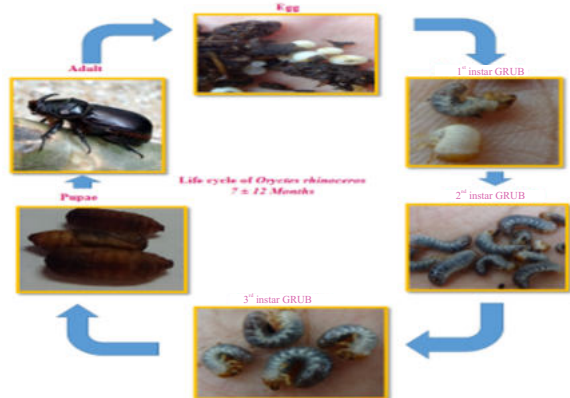 Egg
Adult
1st instar GRUB
Life cycle of Oryctes rhinoceros
7 ± 12 Months
2nd instar GRUB
Pupae
3rd instar GRUB